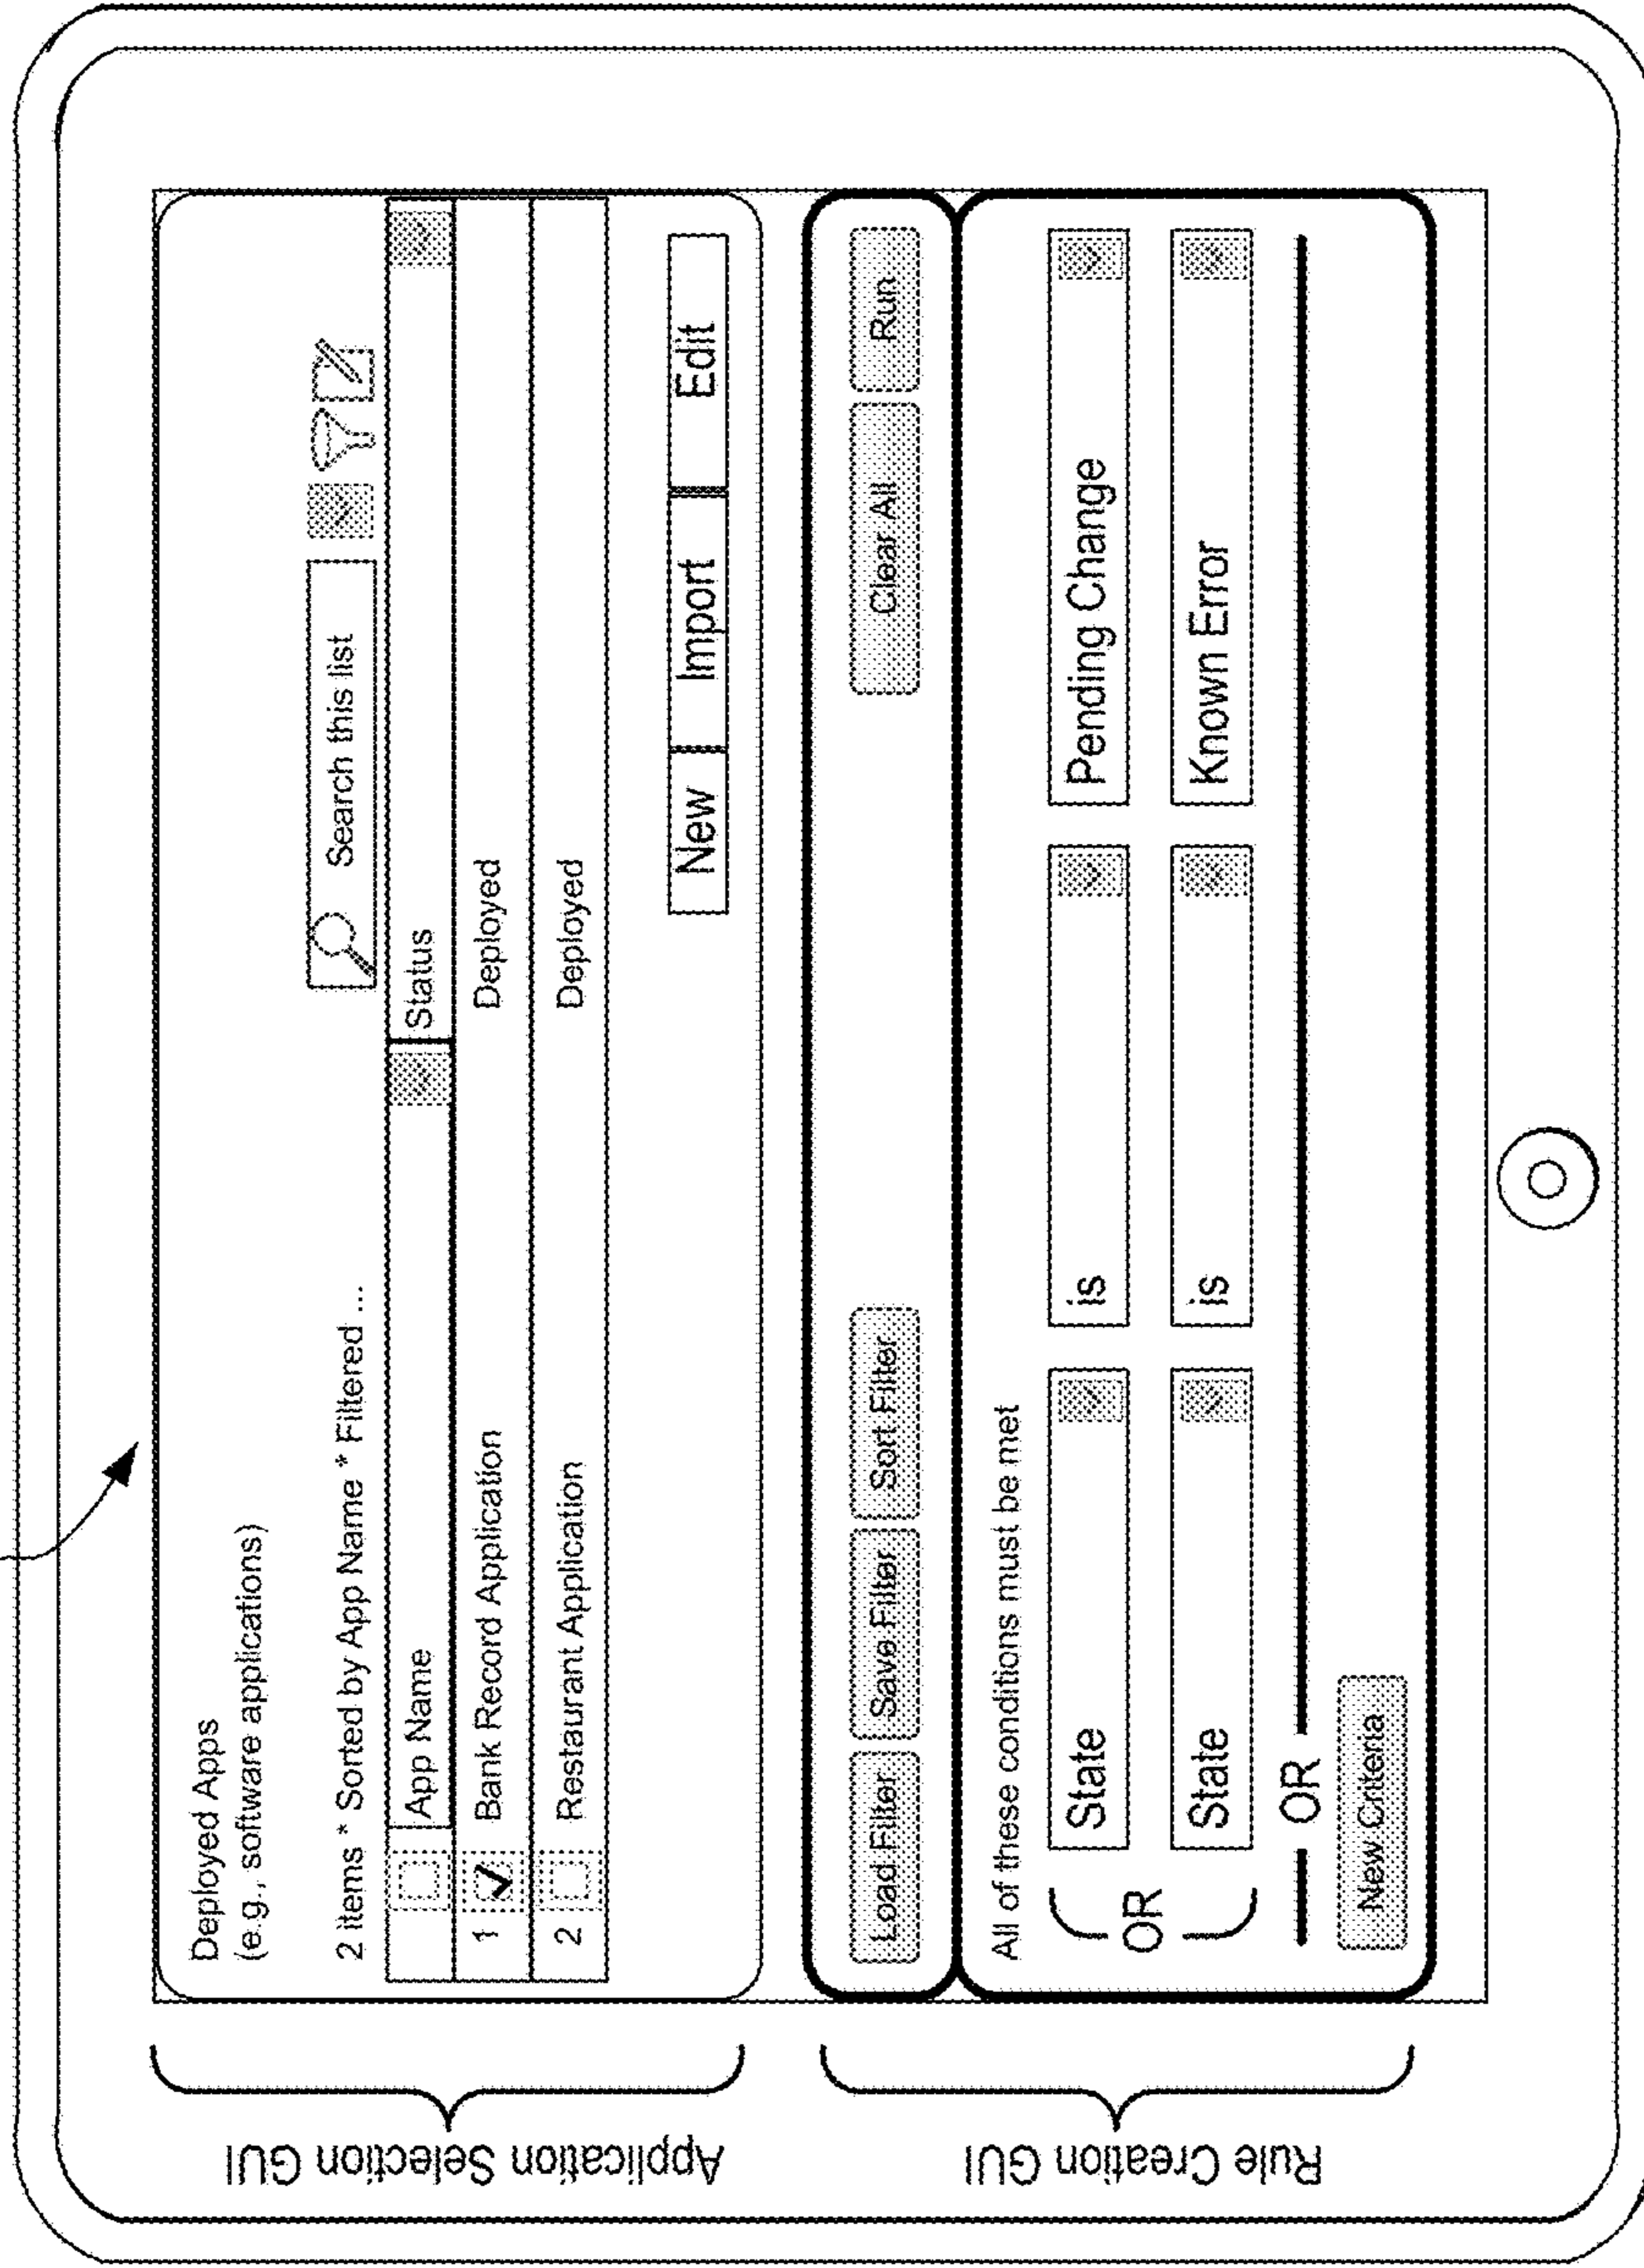 Application Selection GUI
Deployed Apps
(e.g., software applications)
2 items * Sorted by App Name * Filtered ...
Search this list
App Name Status
1 Bank Record Application Deployed
2 Restaurant Application Deployed
New Import Edit
Rule Creation GUI
Load Filter Save Filter Sort Filter Clear All Run
All of these conditions must be met
State is Pending Change
OR
State is Known Error
OR
New Criteria